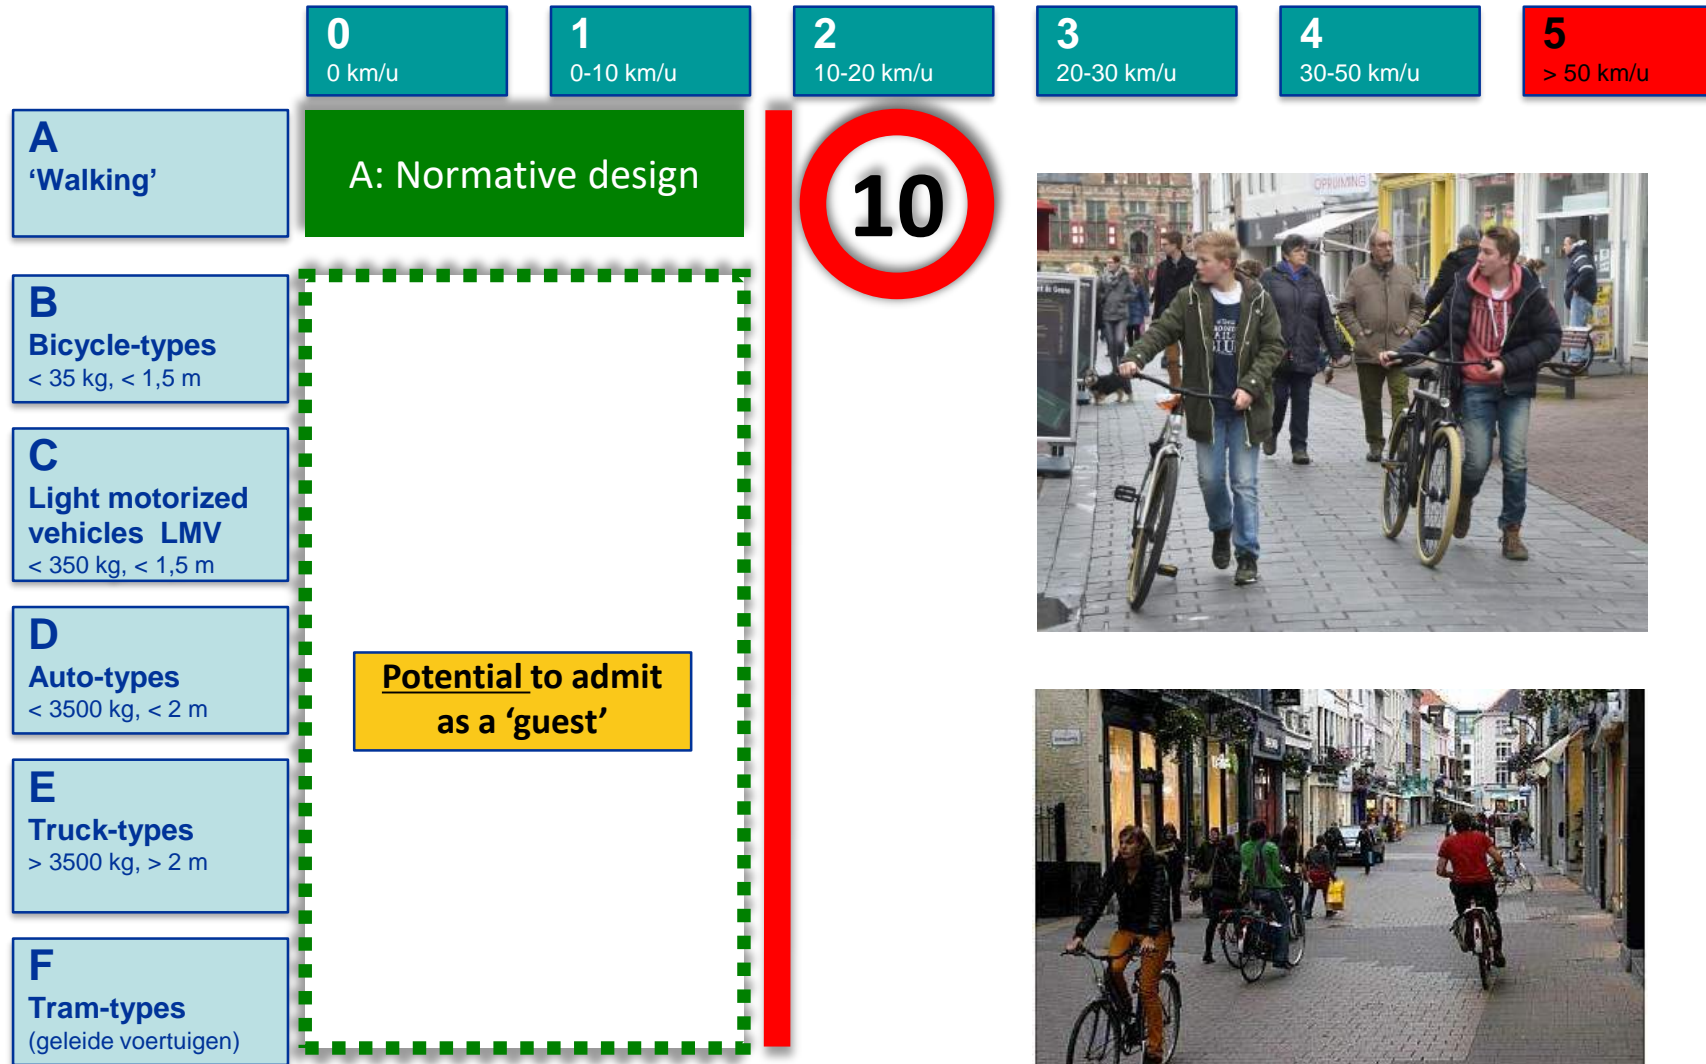 0
0 km/u
1
0-10 km/u
2
10-20 km/u
3
20-30 km/u
4
30-50 km/u
5
> 50 km/u
A
‘Walking’
A: Normative design
10
B
Bicycle-types
< 35 kg, < 1,5 m
C
Light motorized
vehicles LMV
< 350 kg, < 1,5 m
D
Auto-types
< 3500 kg, < 2 m
Potential to admit
as a ‘guest’
E
Truck-types
> 3500 kg, > 2 m
F
Tram-types
(geleide voertuigen)
OPRUIMING